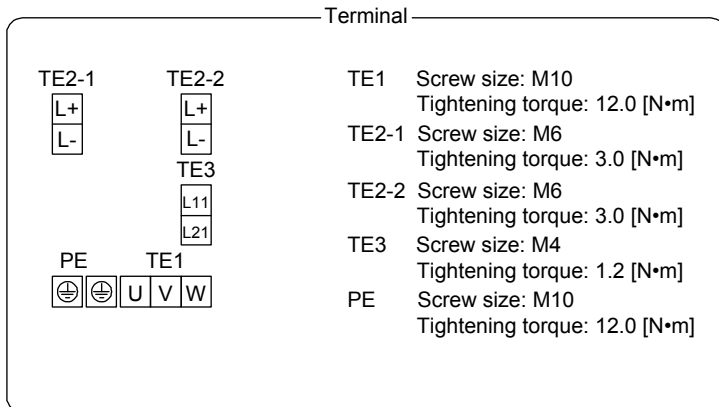 Terminal
TE2-1 TE2-2
L+ L+
L- L-
TE3
L11
L21
PE TE1
U V W
TE1 Screw size: M10
Tightening torque: 12.0 [N•m]
TE2-1 Screw size: M6
Tightening torque: 3.0 [N•m]
TE2-2 Screw size: M6
Tightening torque: 3.0 [N•m]
TE3 Screw size: M4
Tightening torque: 1.2 [N•m]
PE Screw size: M10
Tightening torque: 12.0 [N•m]